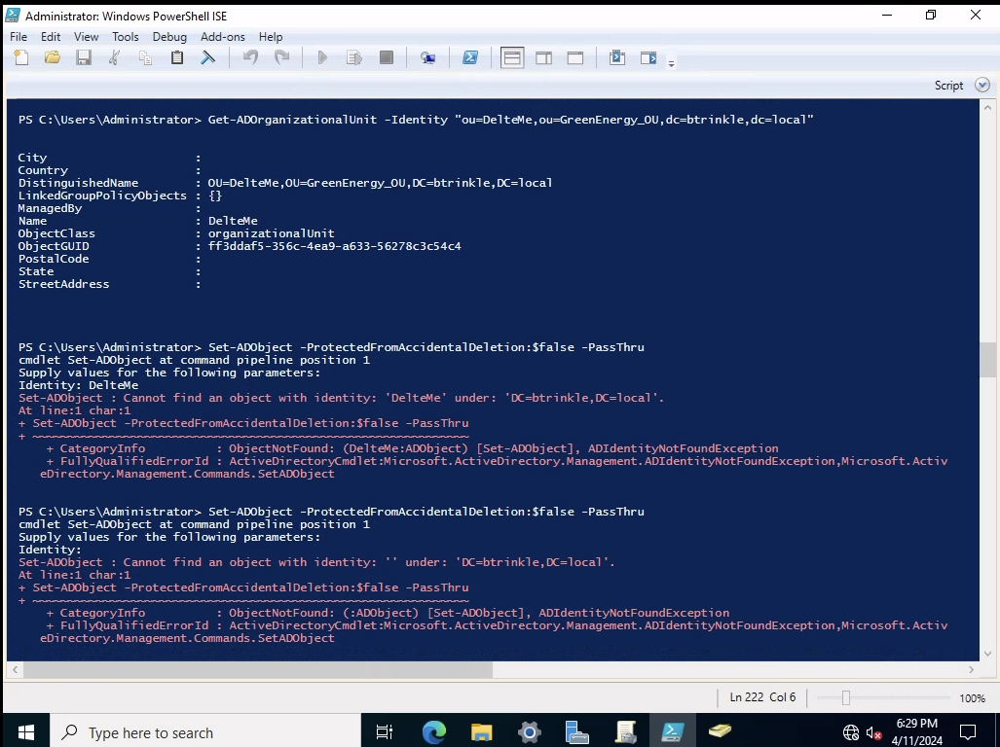 Administrator: Windows PowerShell ISE
File Edit View Tools Debug Add-ons Help
Script
PS C:\Users\Administrator> Get-ADOrganizationalUnit -Identity "ou=DelteMe,ou=GreenEnergy_OU,dc=btrinkle,dc=local"
City :
Country :
DistinguishedName : OU=DelteMe,OU=GreenEnergy_OU,DC=btrinkle,DC=local
LinkedGroupPolicyObjects : {}
ManagedBy :
Name : DelteMe
ObjectClass : organizationalUnit
ObjectGUID : ff3ddaf5-356c-4ea9-a633-56278c3c54c4
PostalCode :
State :
StreetAddress :
PS C:\Users\Administrator> Set-ADObject -ProtectedFromAccidentalDeletion:$false -PassThru
cmdlet Set-ADObject at command pipeline position 1
Supply values for the following parameters:
Identity: DelteMe
Set-ADObject : Cannot find an object with identity: 'DelteMe' under: 'DC=btrinkle,DC=local'.
At line:1 char:1
+ Set-ADObject -ProtectedFromAccidentalDeletion:$false -PassThru
+ ~~~~~~~~~~~~~~~~~~~~~~~~~~~~~~~~~~~~~~~~~~~~~~~~~~~~~~~~~~~~~~
+ CategoryInfo : ObjectNotFound: (DelteMe:ADObject) [Set-ADObject], ADIdentityNotFoundException
+ FullyQualifiedErrorId : ActiveDirectoryCmdlet:Microsoft.ActiveDirectory.Management.ADIdentityNotFoundException,Microsoft.Activ
eDirectory.Management.Commands.SetADObject
PS C:\Users\Administrator> Set-ADObject -ProtectedFromAccidentalDeletion:$false -PassThru
cmdlet Set-ADObject at command pipeline position 1
Supply values for the following parameters:
Identity:
Set-ADObject : Cannot find an object with identity: '' under: 'DC=btrinkle,DC=local'.
At line:1 char:1
+ Set-ADObject -ProtectedFromAccidentalDeletion:$false -PassThru
+ ~~~~~~~~~~~~~~~~~~~~~~~~~~~~~~~~~~~~~~~~~~~~~~~~~~~~~~~~~~~~~~
+ CategoryInfo : ObjectNotFound: (:ADObject) [Set-ADObject], ADIdentityNotFoundException
+ FullyQualifiedErrorId : ActiveDirectoryCmdlet:Microsoft.ActiveDirectory.Management.ADIdentityNotFoundException,Microsoft.Activ
eDirectory.Management.Commands.SetADObject
Ln 222 Col 6 100%
Type here to search
6:29 PM
4/11/2024